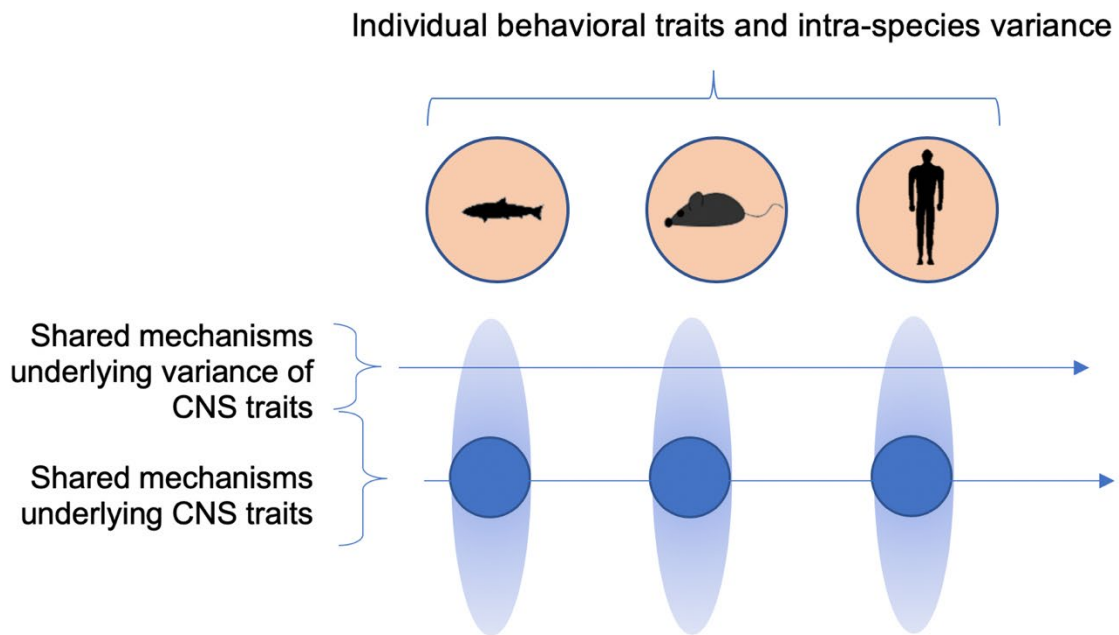 Individual behavioral traits and intra-species variance
Shared mechanisms
underlying variance of
CNS traits
Shared mechanisms
underlying CNS traits